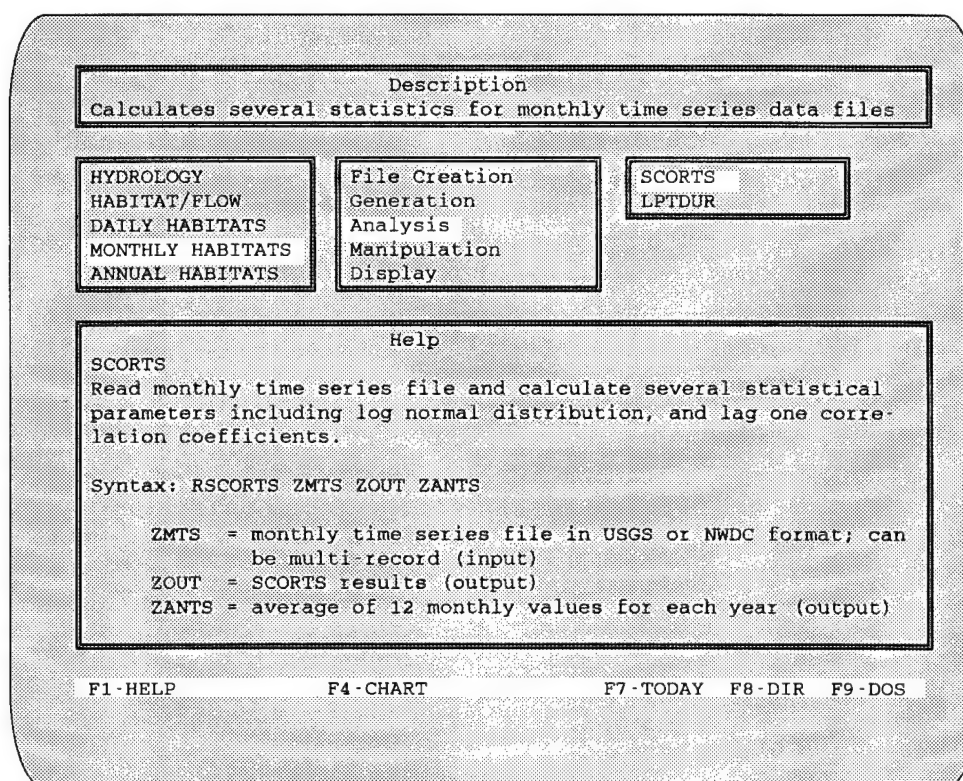 Description
Calculates several statistics for monthly time series data files
HYDROLOGY
HABITAT/FLOW
DAILY HABITATS
MONTHLY HABITATS
ANNUAL HABITATS
File Creation
Generation
Analysis
Manipulation
Display
SCORTS
LPTDUR
Help
SCORTS
Read monthly time series file and calculate several statistical
parameters including log normal distribution, and lag one corre-
lation coefficients.
Syntax: RSCORTS ZMTS ZOUT ZANTS
ZMTS = monthly time series file in USGS or NWDC format; can
be multi-record (input)
ZOUT = SCORTS results (output)
ZANTS = average of 12 monthly values for each year (output)
F1-HELP F4-CHART F7-TODAY F8-DIR F9-DOS